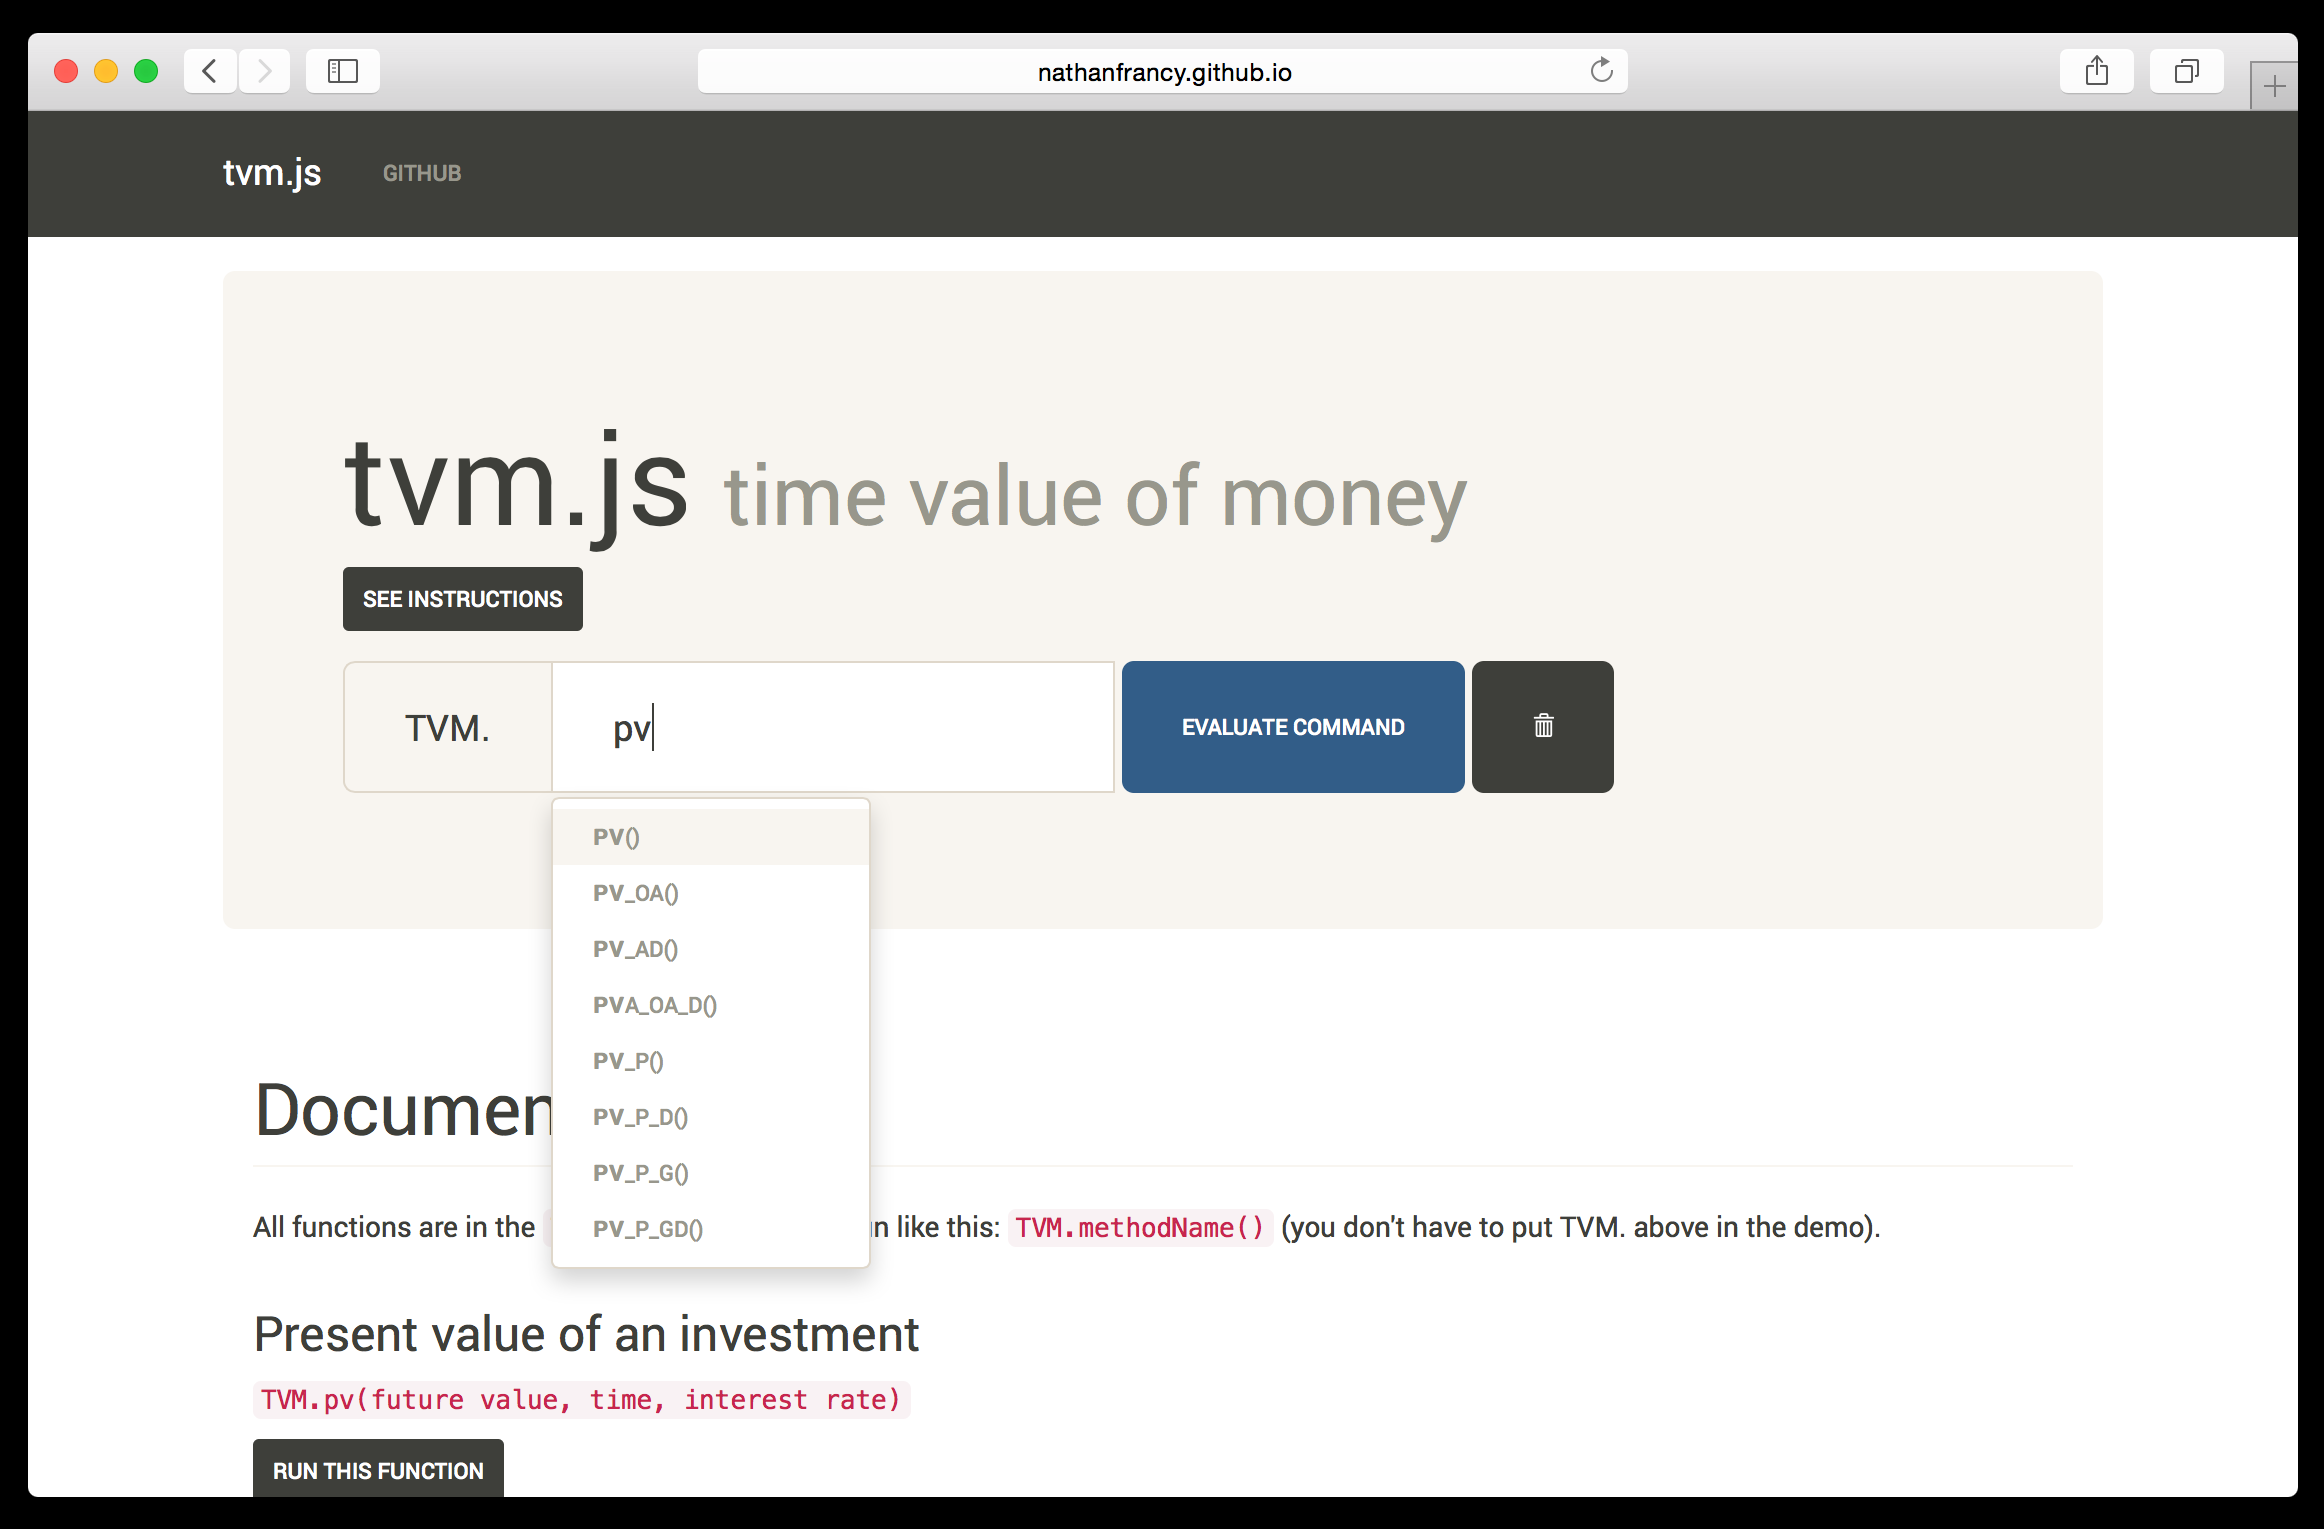 nathanfrancy.github.io
tvm.js GITHUB
tvm.js time value of money
SEE INSTRUCTIONS
TVM. pv EVALUATE COMMAND
PV()
PV_OA()
PV_AD()
PVA_OA_D()
PV_P()
PV_P_D()
PV_P_G()
PV_P_GD()
All functions are in the like this: TVM.methodName() (you don't have to put TVM. above in the demo).
Present value of an investment
TVM.pv(future value, time, interest rate)
RUN THIS FUNCTION